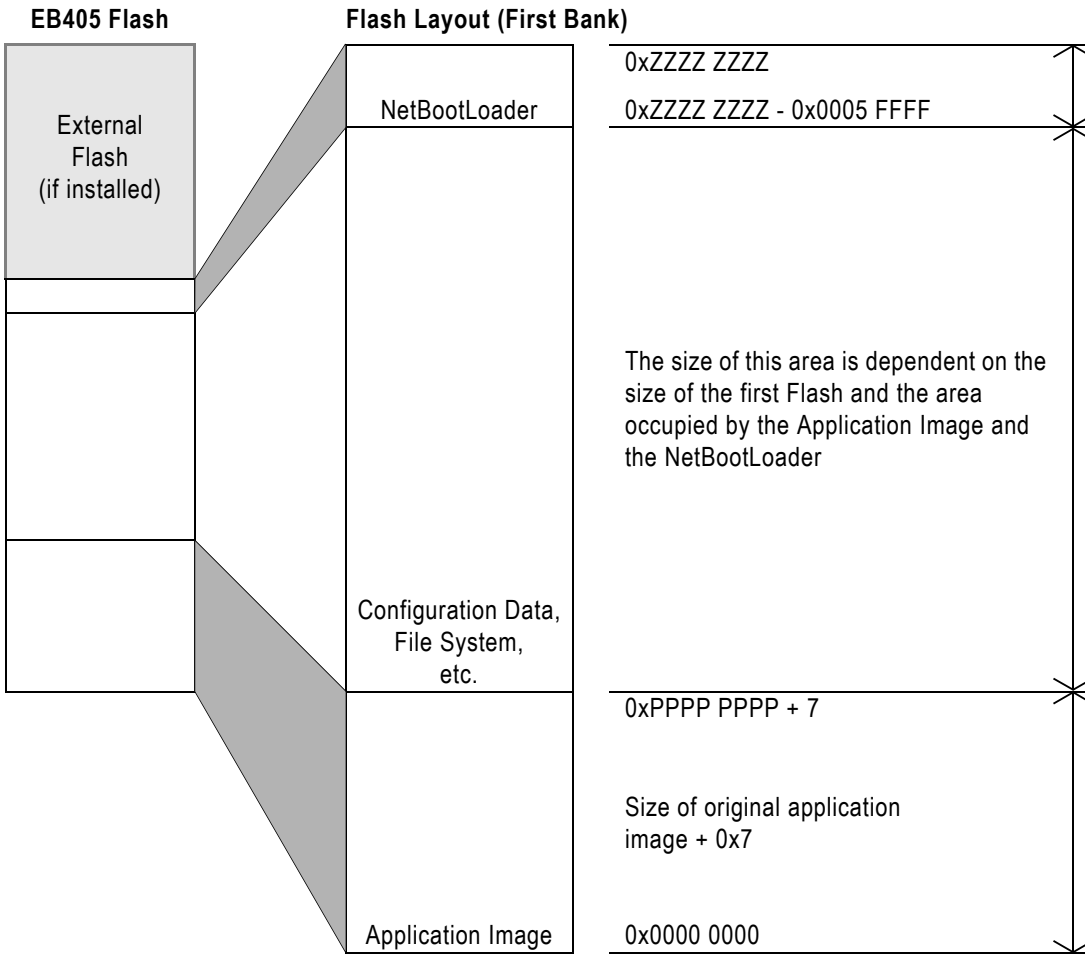 EB405 Flash
Flash Layout (First Bank)
External
Flash
(if installed)
NetBootLoader
0xZZZZ ZZZZ
0xZZZZ ZZZZ - 0x0005 FFFF
The size of this area is dependent on the
size of the first Flash and the area
occupied by the Application Image and
the NetBootLoader
Configuration Data,
File System,
etc.
0xPPPP PPPP + 7
Size of original application
image + 0x7
Application Image
0x0000 0000